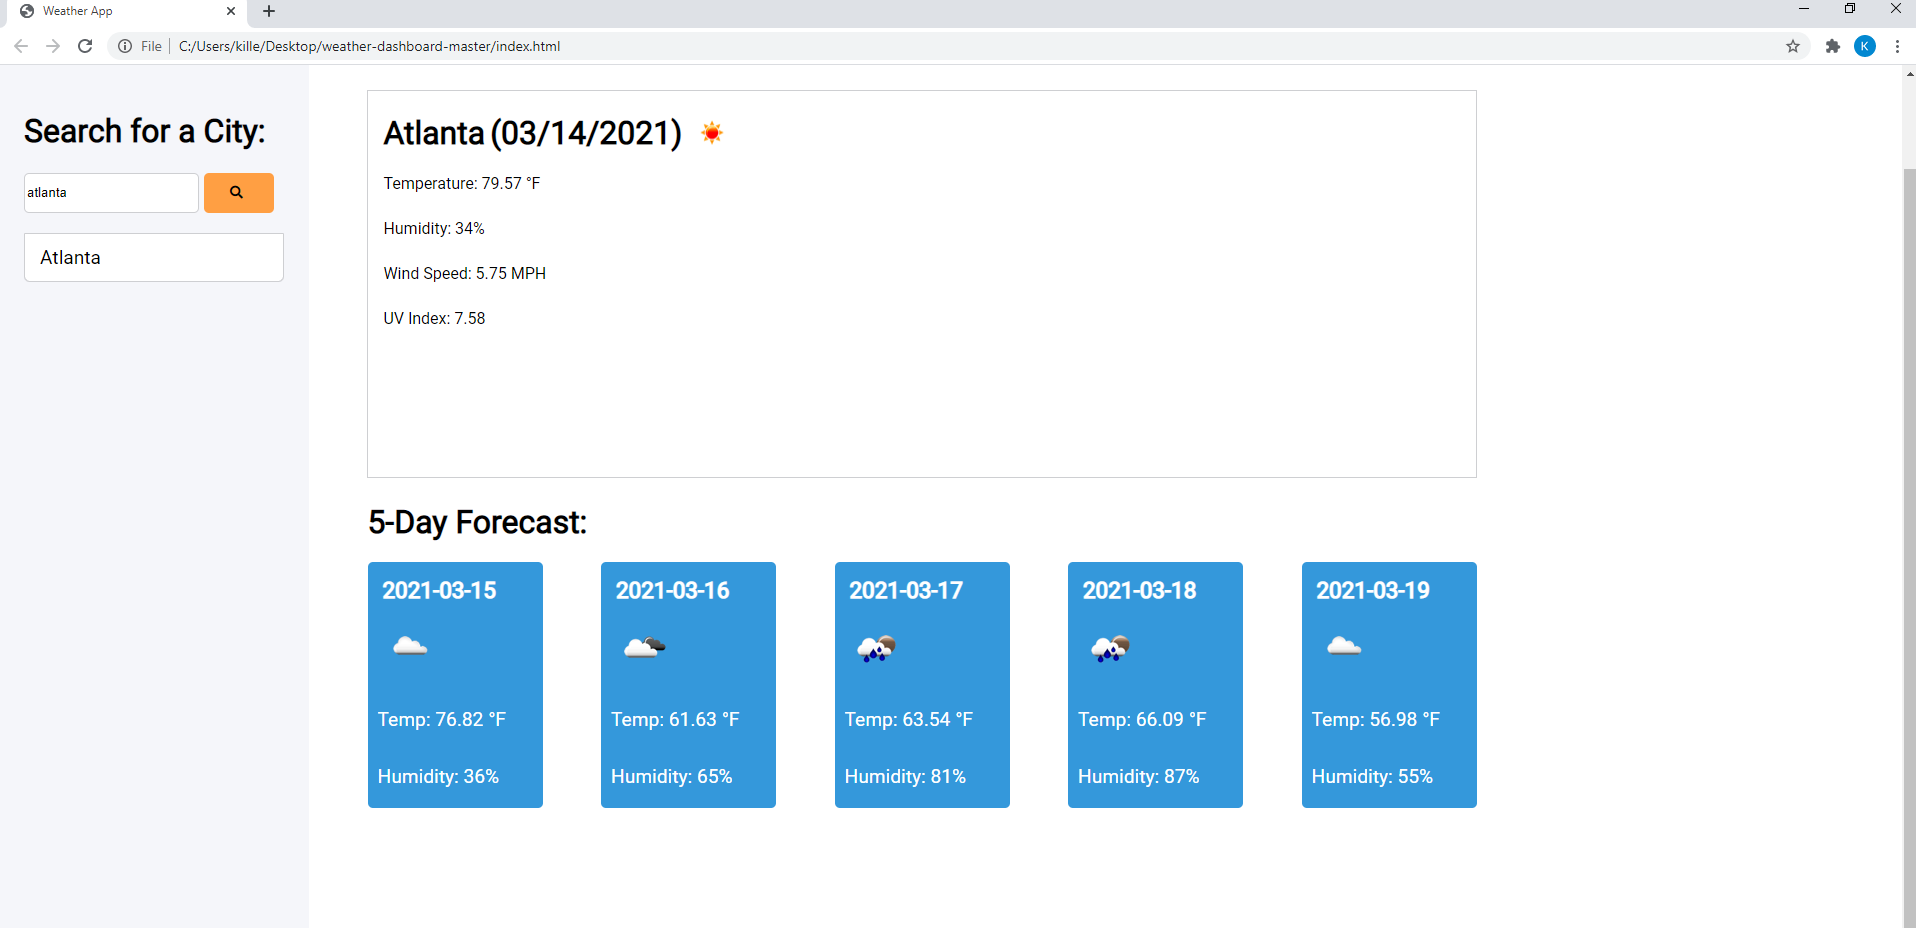 Weather App
File
C:/Users/kille/Desktop/weather-dashboard-master/index.html
K
Search for a City:
atlanta
Atlanta
Atlanta (03/14/2021)
Temperature: 79.57 °F
Humidity: 34%
Wind Speed: 5.75 MPH
UV Index: 7.58
5-Day Forecast:
2021-03-15
Temp: 76.82 °F
Humidity: 36%
2021-03-16
Temp: 61.63 °F
Humidity: 65%
2021-03-17
Temp: 63.54 °F
Humidity: 81%
2021-03-18
Temp: 66.09 °F
Humidity: 87%
2021-03-19
Temp: 56.98 °F
Humidity: 55%